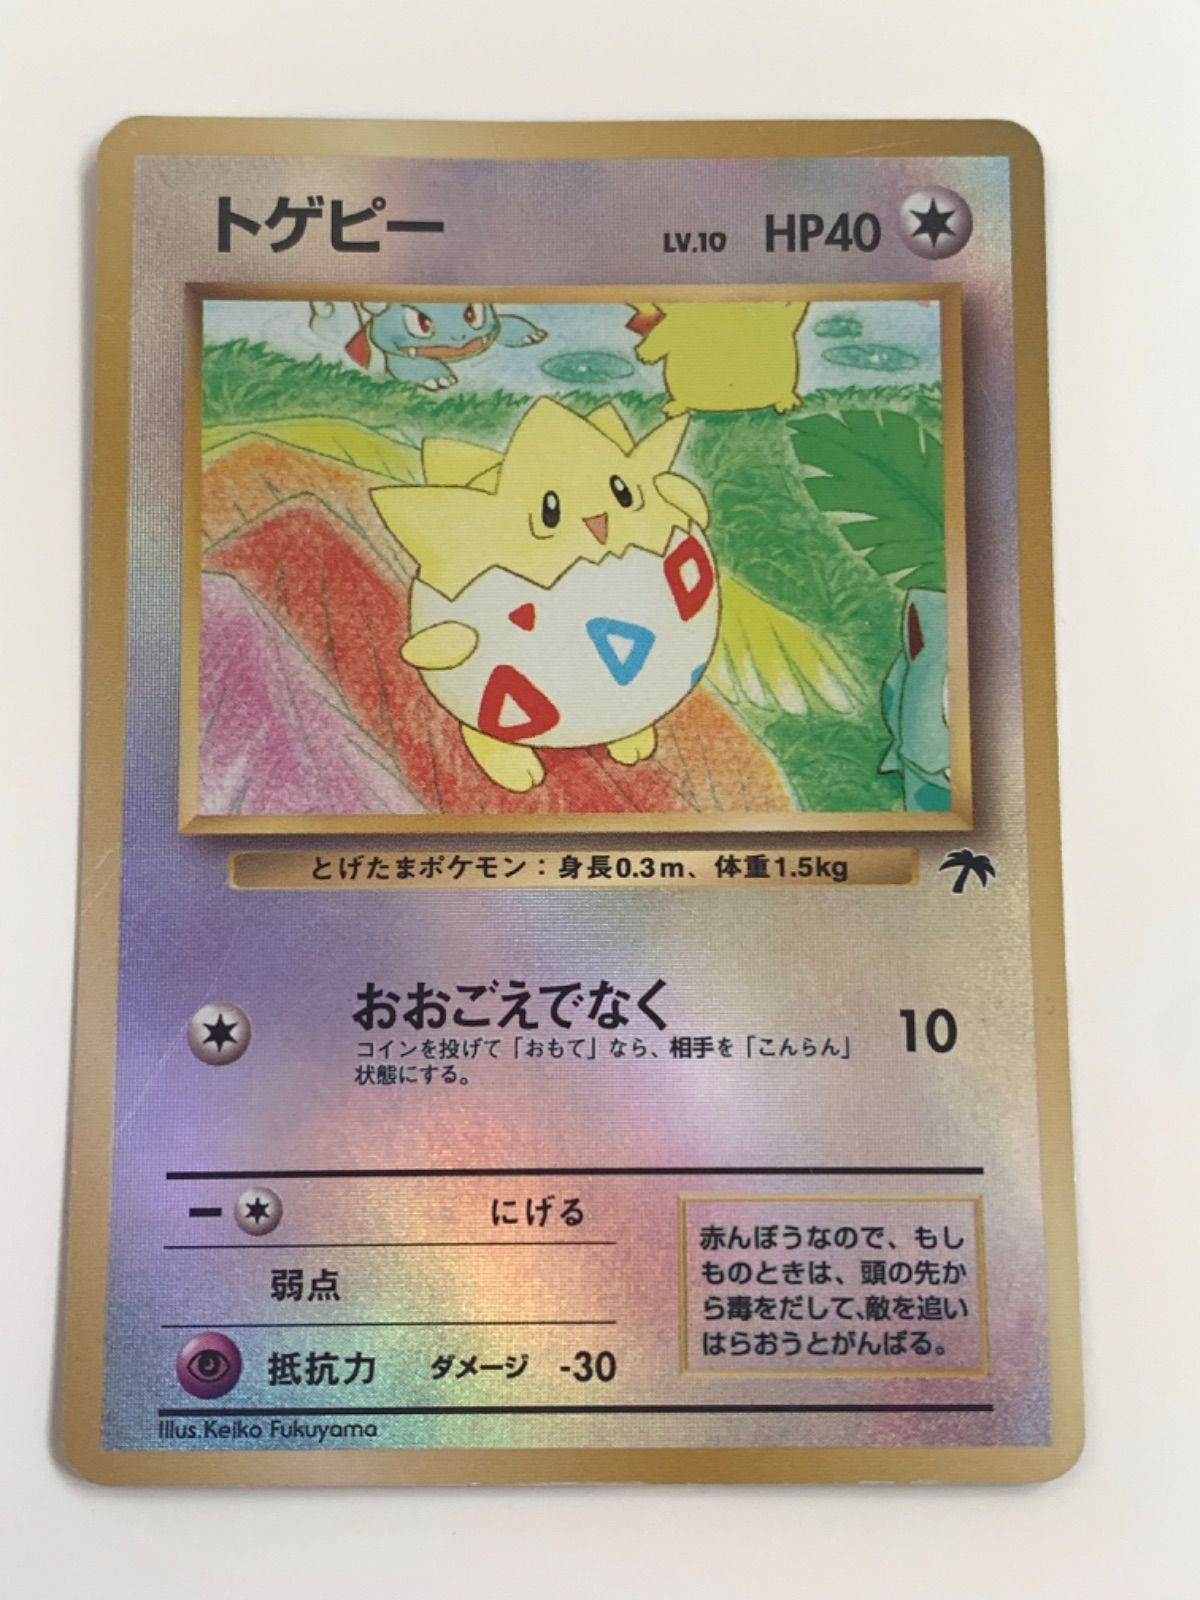 トゲピー LV.10 HP40
とげたまポケモン：身長0.3m、体重1.5kg
おおごえでなく 10
コインを投げて「おもて」なら、相手を「こんらん」
状態にする。
− にげる
弱点
抵抗力 ダメージ -30
赤んぼうなので、もし
ものときは、頭の先か
ら毒をだして、敵を追い
はらおうとがんばる。
Illus.Keiko Fukuyama